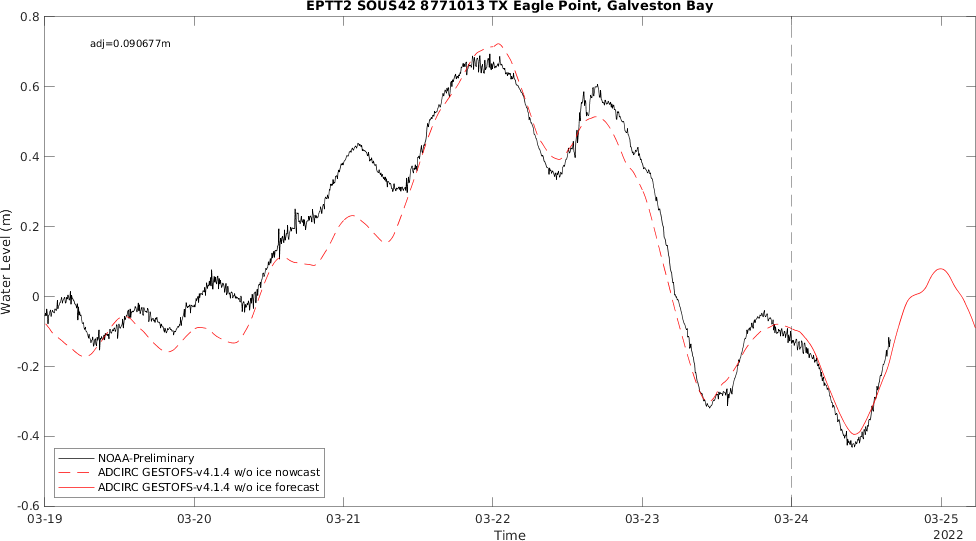 EPTT2 SOUS42 8771013 TX Eagle Point, Galveston Bay
adj=0.090677m
0.8
0.6
0.4
0.2
0
-0.2
-0.4
-0.6
Water Level (m)
NOAA-Preliminary
ADCIRC GESTOFS-v4.1.4 w/o ice nowcast
ADCIRC GESTOFS-v4.1.4 w/o ice forecast
03-19 03-20 03-21 03-22 03-23 03-24 03-25
Time
2022